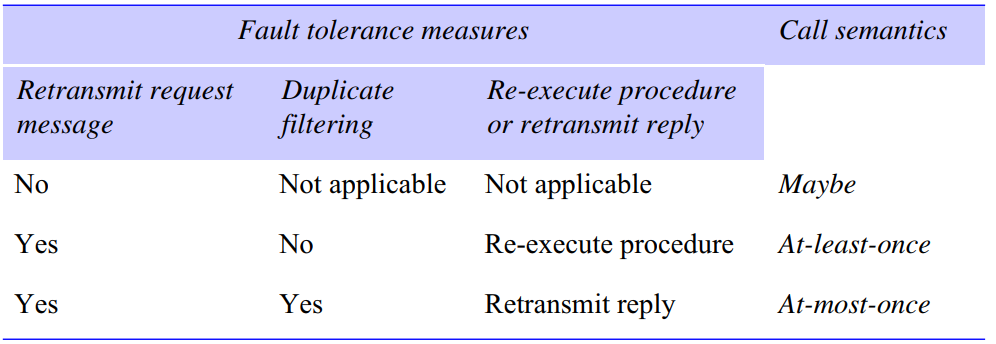 Fault tolerance measures Call semantics
Retransmit request Duplicate Re-execute procedure
message filtering or retransmit reply
No Not applicable Not applicable Maybe
Yes No Re-execute procedure At-least-once
Yes Yes Retransmit reply At-most-once